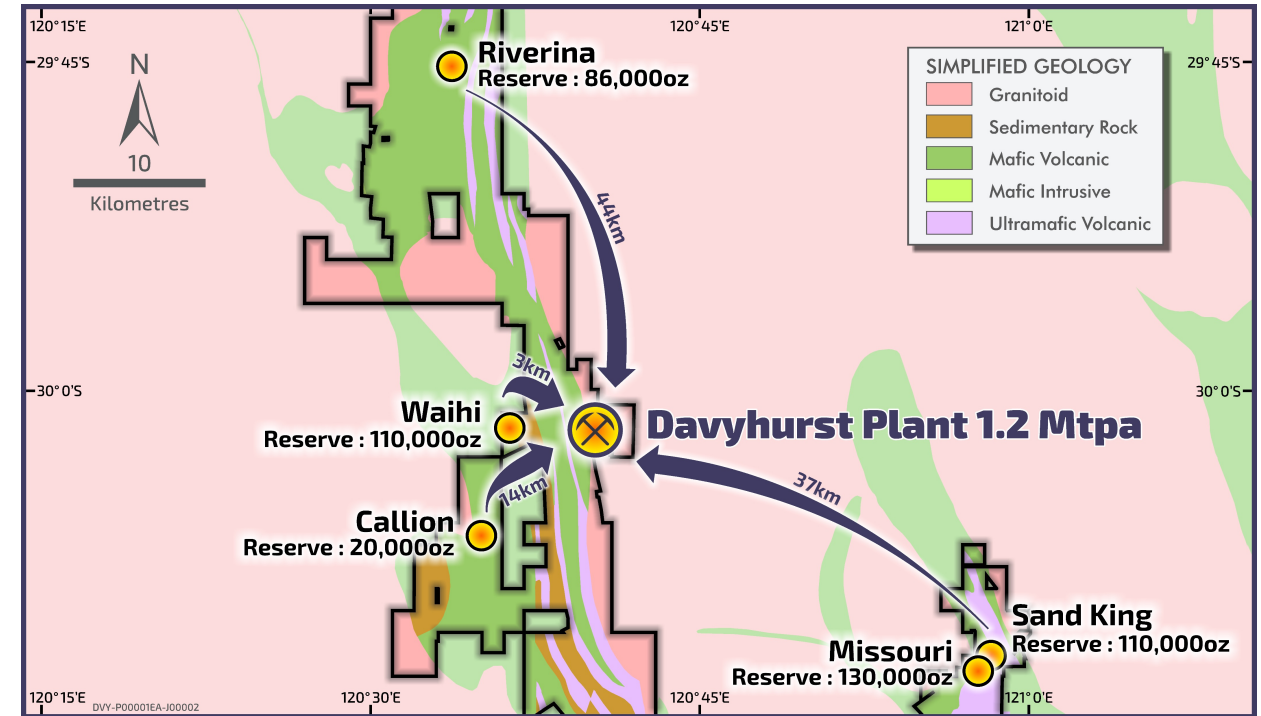 120°15'E
120°45'E
121°0'E
29°45'S
29°45'S
N
10
Kilometres
Riverina
Reserve : 86,000oz
SIMPLIFIED GEOLOGY
Granitoid
Sedimentary Rock
Mafic Volcanic
Mafic Intrusive
Ultramafic Volcanic
44km
30°0'S
30°0'S
3km
Waihi
Reserve : 110,000oz
Davyhurst Plant 1.2 Mtpa
14km
37km
Callion
Reserve : 20,000oz
Sand King
Reserve : 110,000oz
Missouri
Reserve : 130,000oz
120°15'E
120°30'E
120°45'E
121°0'E
DVY-P00001EA-J00002